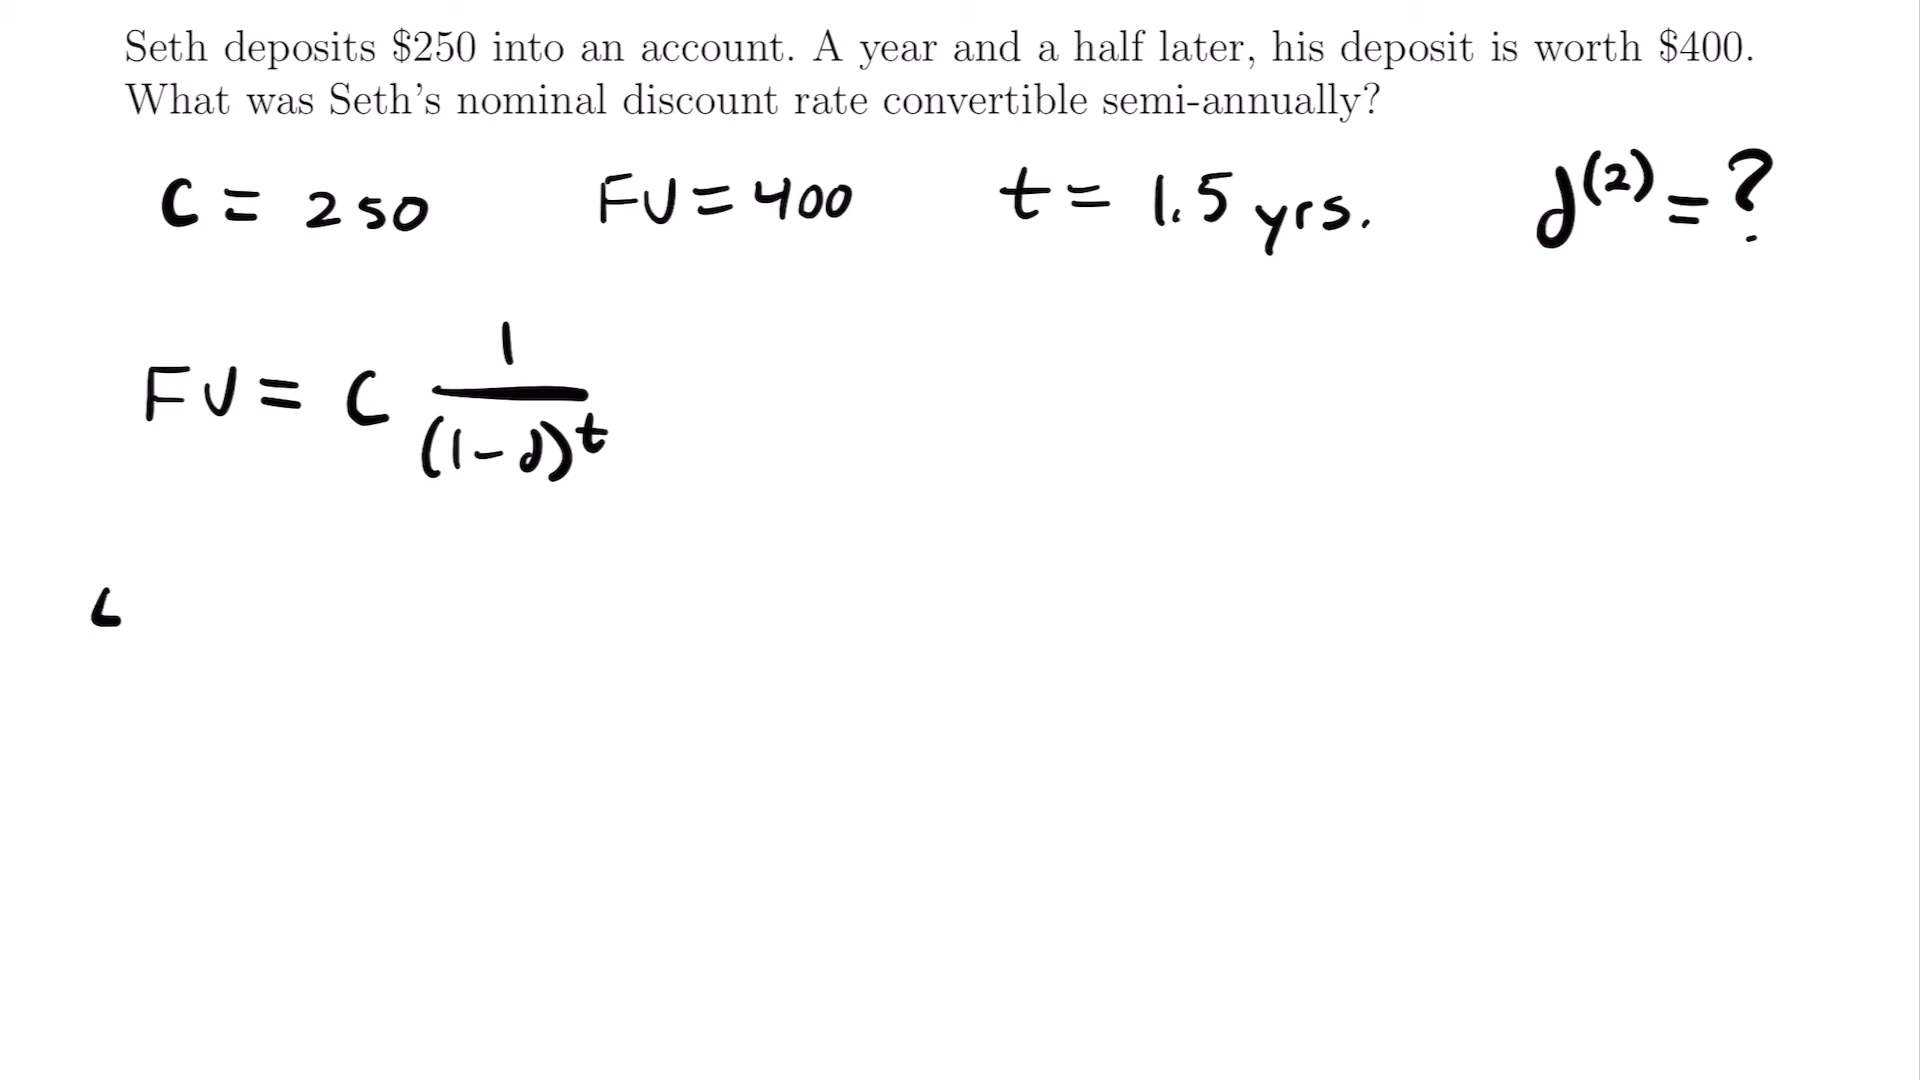 Seth deposits $250 into an account. A year and a half later, his deposit is worth $400.
What was Seth's nominal discount rate convertible semi-annually?
C = 250 FV = 400 t = 1.5 yrs. d^(2) = ?
FV = C 1/(1-d)^t